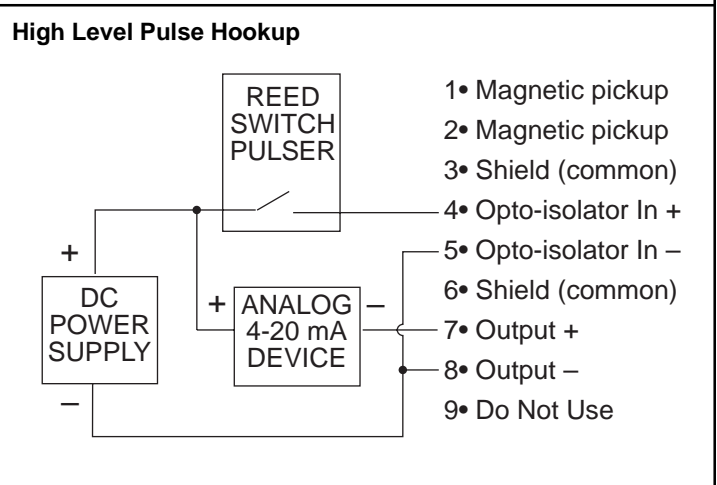 High Level Pulse Hookup
REED
SWITCH
PULSER
1• Magnetic pickup
2• Magnetic pickup
3• Shield (common)
4• Opto-isolator In +
5• Opto-isolator In –
6• Shield (common)
7• Output +
8• Output –
9• Do Not Use
+
DC
POWER
SUPPLY
–
+
ANALOG
4-20 mA
DEVICE
–